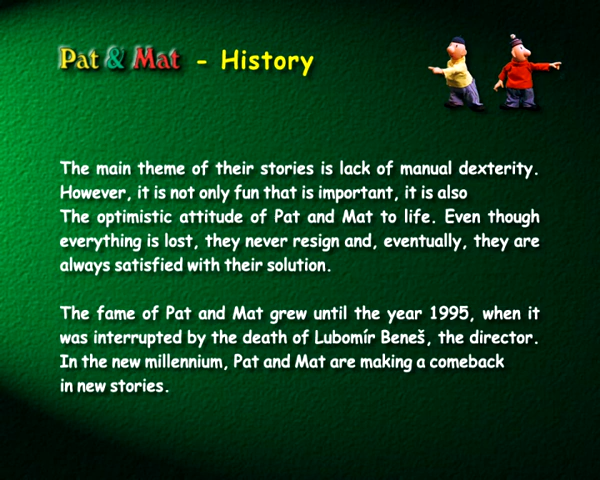 Pat & Mat - History
The main theme of their stories is lack of manual dexterity.
However, it is not only fun that is important, it is also
The optimistic attitude of Pat and Mat to life. Even though
everything is lost, they never resign and, eventually, they are
always satisfied with their solution.
The fame of Pat and Mat grew until the year 1995, when it
was interrupted by the death of Lubomír Beneš, the director.
In the new millennium, Pat and Mat are making a comeback
in new stories.